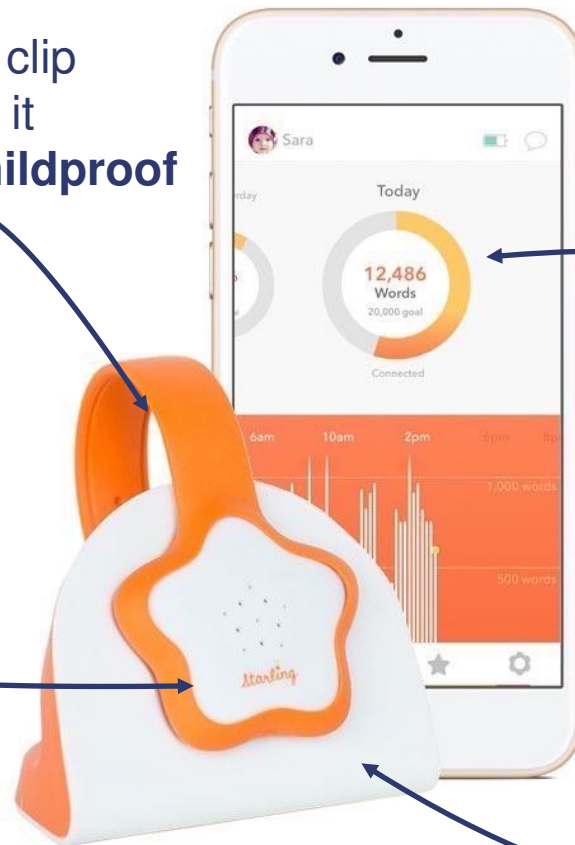 clip
it
ildproof
Sara
rday
Today
12,486
Words
20,000 goal
Connected
6am 10am 2pm 6pm 8p
1,000 words
500 words
Starling